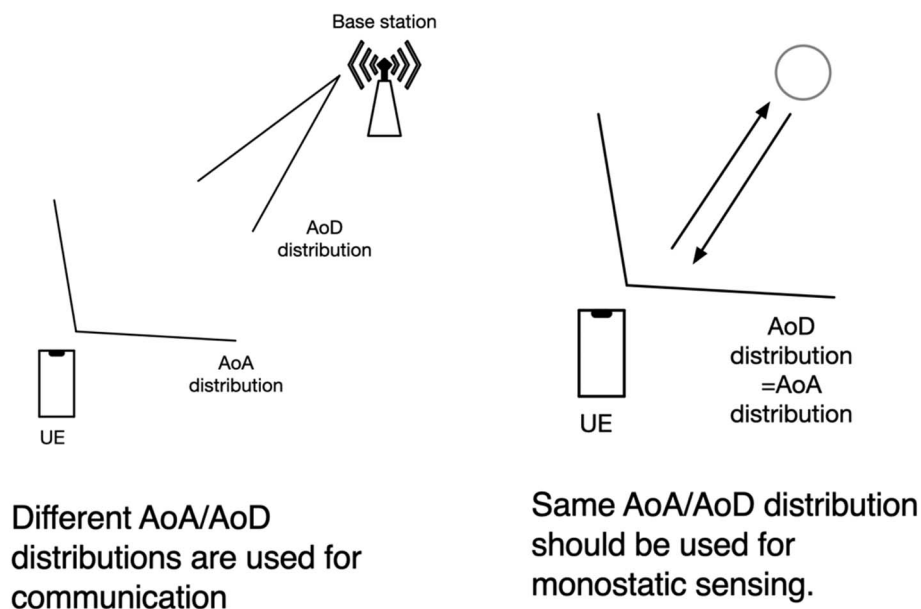 Base station
AoD
distribution
AoA
distribution
UE
Different AoA/AoD
distributions are used for
communication
AoD
distribution
=AoA
distribution
UE
Same AoA/AoD distribution
should be used for
monostatic sensing.